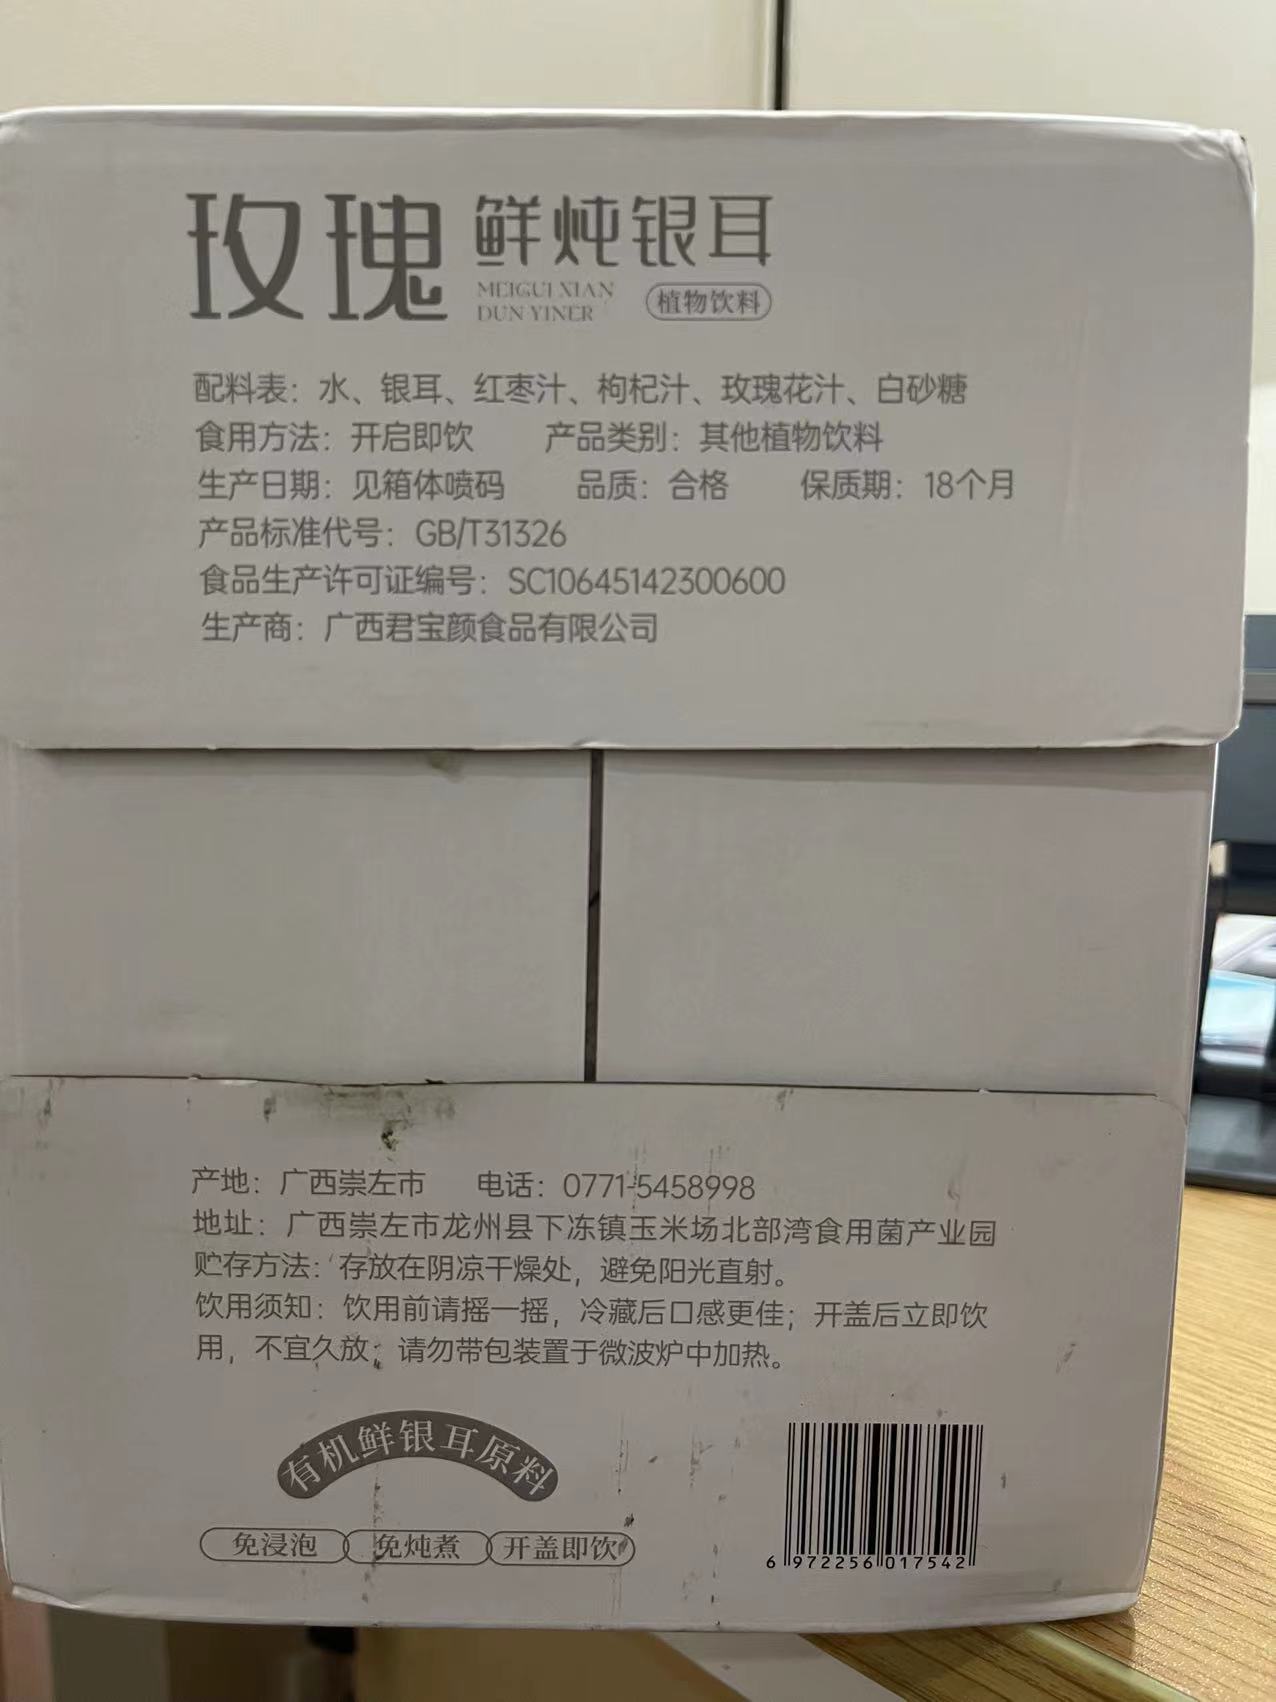 玫瑰 鲜炖银耳
MEIGUI XIAN
DUN YINER
植物饮料
配料表：水、银耳、红枣汁、枸杞汁、玫瑰花汁、白砂糖
食用方法：开启即饮 产品类别：其他植物饮料
生产日期：见箱体喷码 品质：合格 保质期：18个月
产品标准代号：GB/T31326
食品生产许可证编号：SC10645142300600
生产商：广西君宝颜食品有限公司
产地：广西崇左市 电话：0771-5458998
地址：广西崇左市龙州县下冻镇玉米场北部湾食用菌产业园
贮存方法：存放在阴凉干燥处，避免阳光直射。
饮用须知：饮用前请摇一摇，冷藏后口感更佳；开盖后立即饮
用，不宜久放；请勿带包装置于微波炉中加热。
有机鲜银耳原料
免浸泡 免炖煮 开盖即饮
6 972256 017542